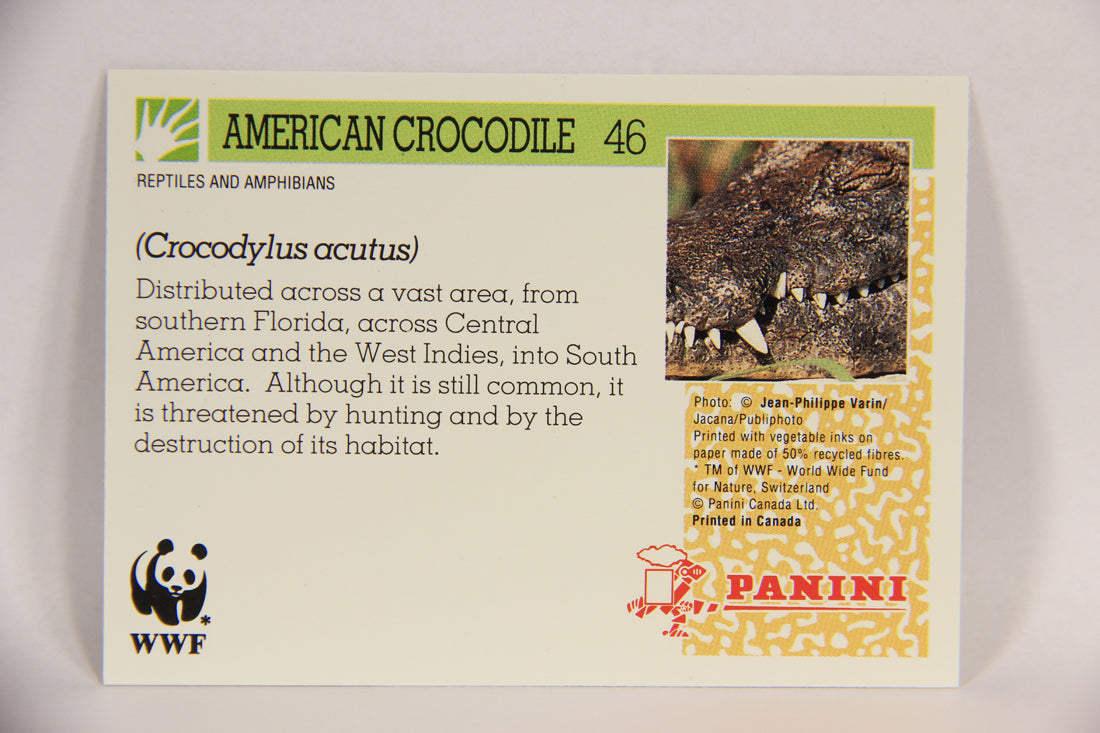 AMERICAN CROCODILE 46
REPTILES AND AMPHIBIANS
(Crocodylus acutus)
Distributed across a vast area, from
southern Florida, across Central
America and the West Indies, into South
America.  Although it is still common, it
is threatened by hunting and by the
destruction of its habitat.
Photo: © Jean-Philippe Varin/
Jacana/Publiphoto
Printed with vegetable inks on
paper made of 50% recycled fibres.
* TM of WWF - World Wide Fund
for Nature, Switzerland
© Panini Canada Ltd.
Printed in Canada
*
WWF
PANINI